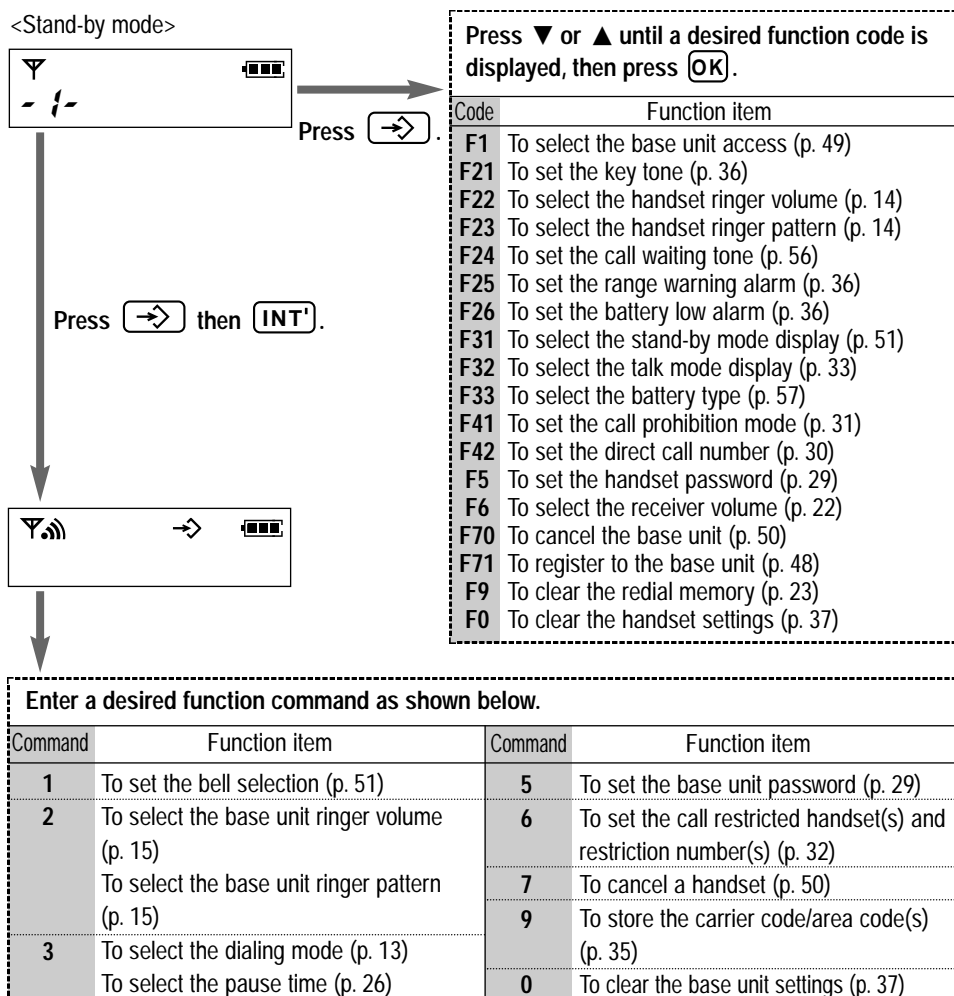 <Stand-by mode>
-1-
Press .
Press ▼ or ▲ until a desired function code is
displayed, then press OK.
Code Function item
F1 To select the base unit access (p. 49)
F21 To set the key tone (p. 36)
F22 To select the handset ringer volume (p. 14)
F23 To select the handset ringer pattern (p. 14)
F24 To set the call waiting tone (p. 56)
F25 To set the range warning alarm (p. 36)
F26 To set the battery low alarm (p. 36)
F31 To select the stand-by mode display (p. 51)
F32 To select the talk mode display (p. 33)
F33 To select the battery type (p. 57)
F41 To set the call prohibition mode (p. 31)
F42 To set the direct call number (p. 30)
F5 To set the handset password (p. 29)
F6 To select the receiver volume (p. 22)
F70 To cancel the base unit (p. 50)
F71 To register to the base unit (p. 48)
F9 To clear the redial memory (p. 23)
F0 To clear the handset settings (p. 37)
Press then INT'.
Enter a desired function command as shown below.
Command Function item
1 To set the bell selection (p. 51)
2 To select the base unit ringer volume
(p. 15)
To select the base unit ringer pattern
(p. 15)
3 To select the dialing mode (p. 13)
To select the pause time (p. 26)
Command Function item
5 To set the base unit password (p. 29)
6 To set the call restricted handset(s) and
restriction number(s) (p. 32)
7 To cancel a handset (p. 50)
9 To store the carrier code/area code(s)
(p. 35)
0 To clear the base unit settings (p. 37)